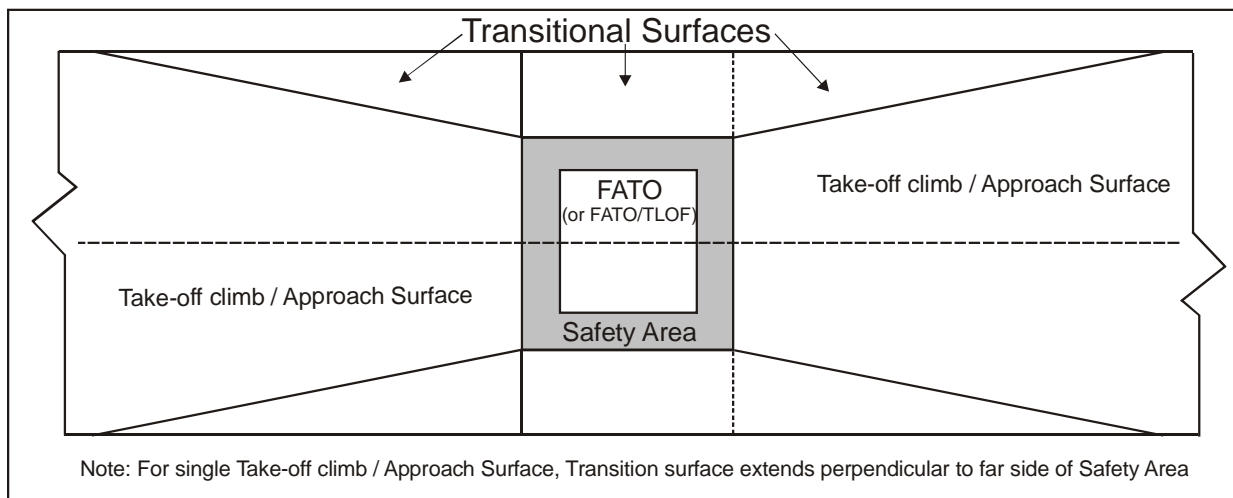 Transitional Surfaces
FATO
(or FATO/TLOF)
Take-off climb / Approach Surface
Take-off climb / Approach Surface
Safety Area
Note: For single Take-off climb / Approach Surface, Transition surface extends perpendicular to far side of Safety Area